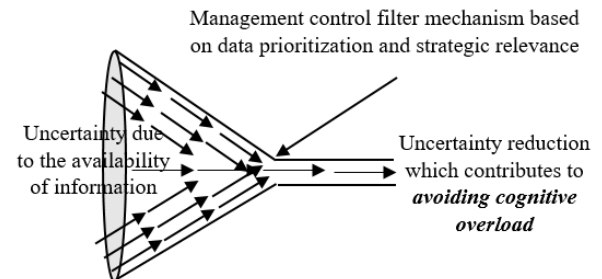 Management control filter mechanism based
on data prioritization and strategic relevance
Uncertainty due
to the availability
of information
Uncertainty reduction
which contributes to
avoiding cognitive
overload